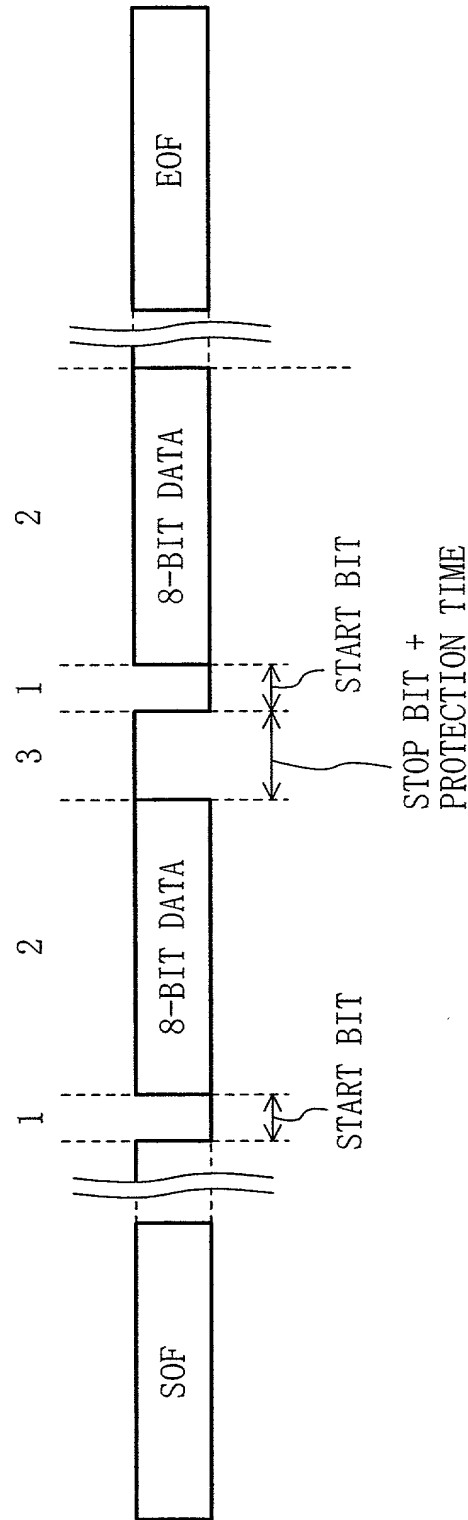 1
2
3
1
2
SOF
8-BIT DATA
8-BIT DATA
EOF
START BIT
START BIT
STOP BIT +
PROTECTION TIME